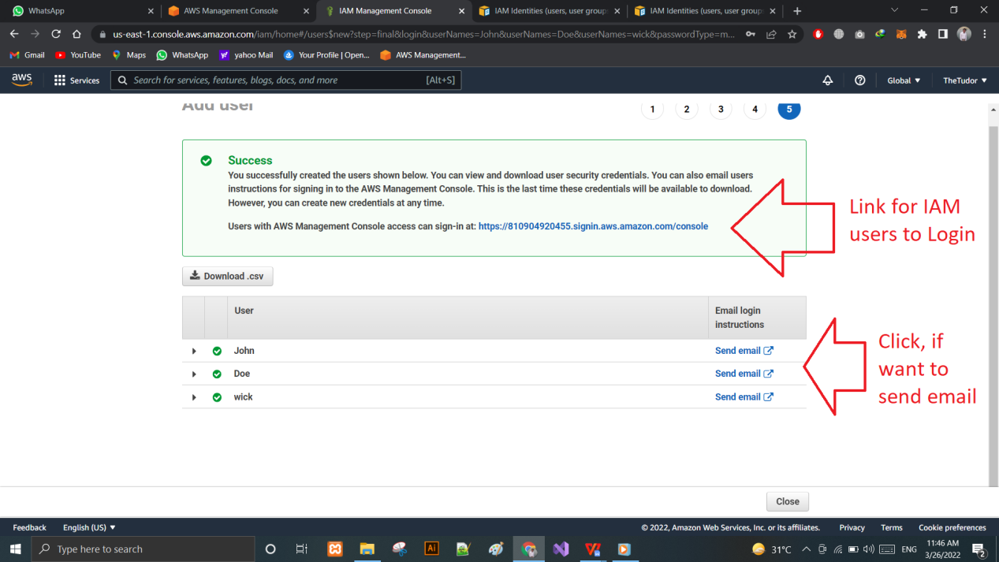 WhatsApp
AWS Management Console
IAM Management Console
IAM Identities (users, user group
IAM Identities (users, user groups
us-east-1.console.aws.amazon.com/iam/home#/users$new?step=final&login&userNames=John&userNames=Doe&userNames=wick&passwordType=m...
Gmail
YouTube
Maps
WhatsApp
yahoo Mail
Your Profile | Open...
AWS Management...
aws
Services
Search for services, features, blogs, docs, and more
[Alt+S]
Global
TheTudor
Add user
1 2 3 4 5
Success
You successfully created the users shown below. You can view and download user security credentials. You can also email users
instructions for signing in to the AWS Management Console. This is the last time these credentials will be available to download.
However, you can create new credentials at any time.
Users with AWS Management Console access can sign-in at: https://810904920455.signin.aws.amazon.com/console
Link for IAM
users to Login
Download .csv
User
Email login
instructions
John
Send email
Doe
Send email
wick
Send email
Click, if
want to
send email
Close
Feedback
English (US)
© 2022, Amazon Web Services, Inc. or its affiliates.
Privacy
Terms
Cookie preferences
Type here to search
Ai
31°C
ENG
11:46 AM
3/26/2022
2